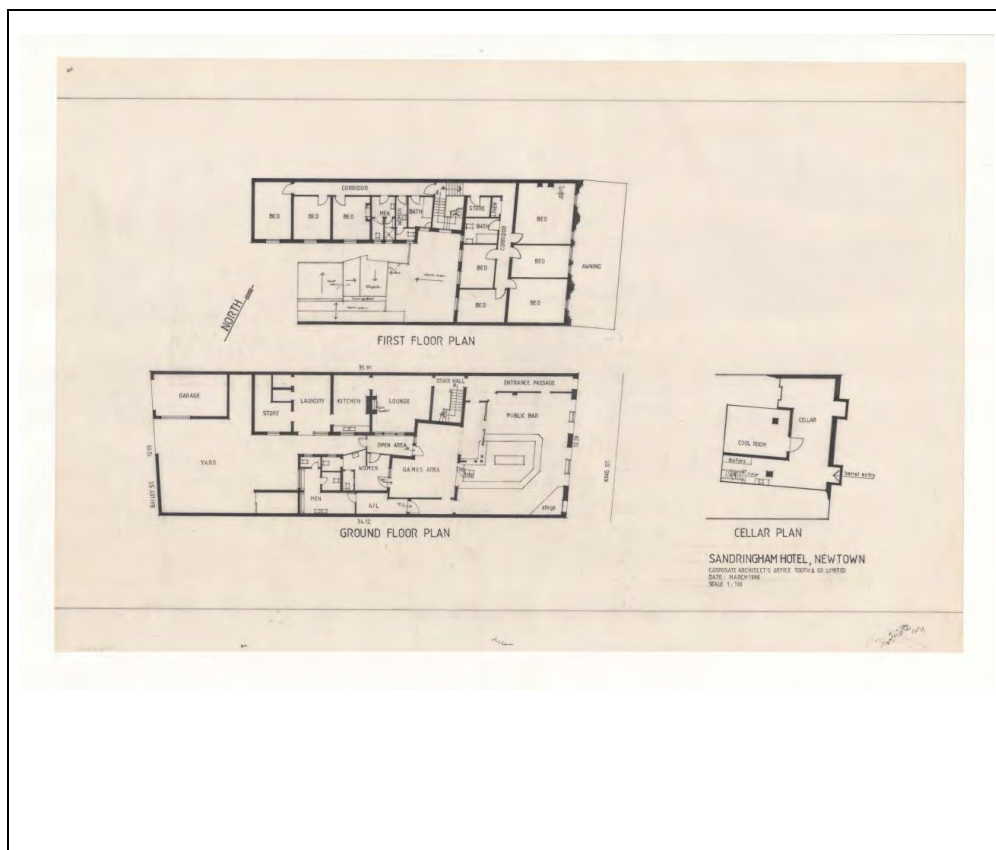 CORRIDOR
BED
BED
BED
MEN
WOMEN
BATH
STORE
LINEN
BATH
CORRIDOR
BED
BED
BED
BED
BED
AWNING
NORTH
FIRST FLOOR PLAN
35.91
GARAGE
STORE
LAUNDRY
KITCHEN
LOUNGE
STAIR HALL
ENTRANCE PASSAGE
PUBLIC BAR
YARD
OPEN AREA
GAMES AREA
WOMEN
MEN
stage
KING ST.
34.12
GROUND FLOOR PLAN
COOL ROOM
CELLAR
barrel entry
CELLAR PLAN
SANDRINGHAM HOTEL, NEWTOWN
CORPORATE ARCHITECT'S OFFICE TOOTH & CO LIMITED
DATE: MARCH 1986
SCALE 1:100